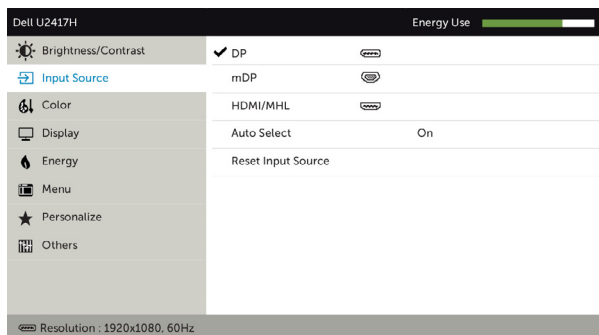 Dell U2417H Energy Use
Brightness/Contrast
Input Source
Color
Display
Energy
Menu
Personalize
Others
DP
mDP
HDMI/MHL
Auto Select On
Reset Input Source
Resolution : 1920x1080, 60Hz